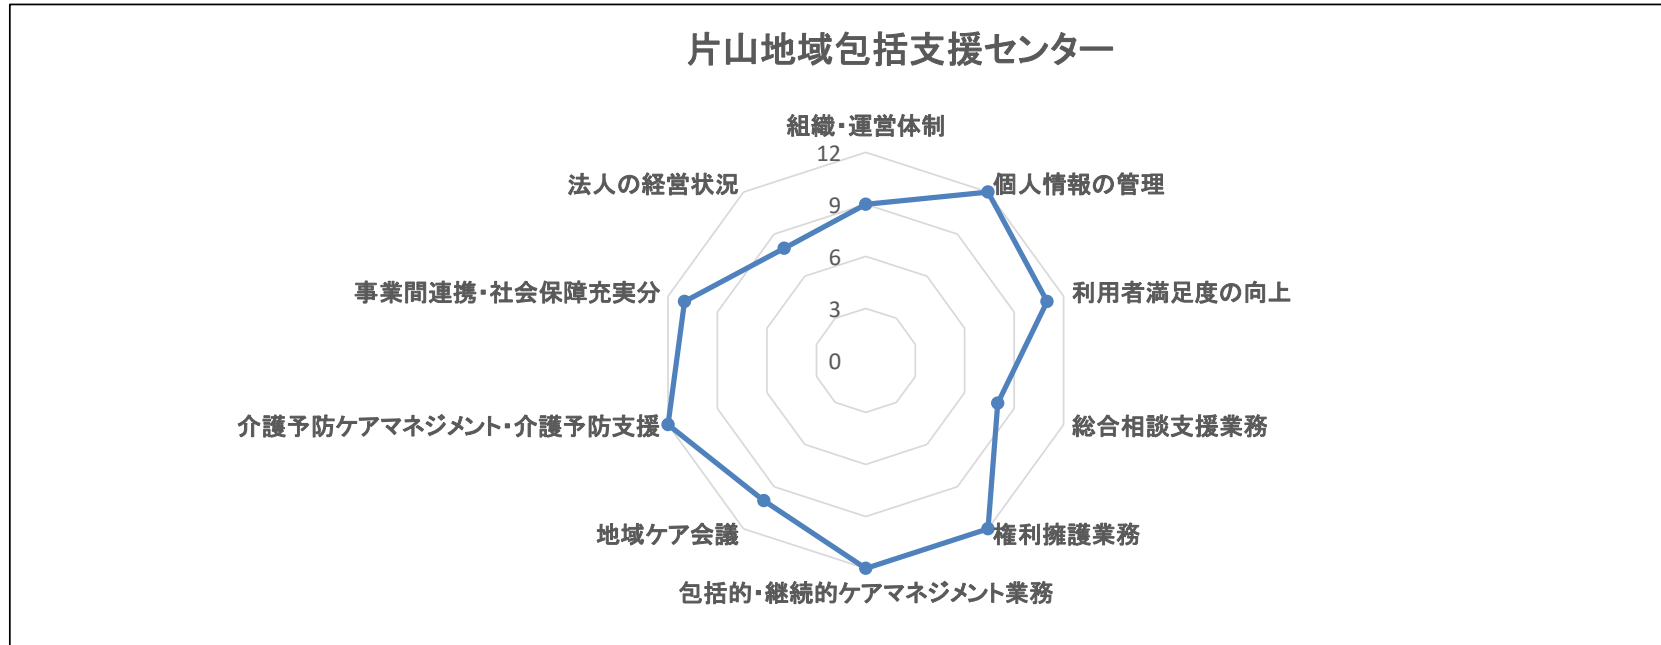 片山地域包括支援センター
組織・運営体制
12
法人の経営状況
個人情報の管理
9
6
事業間連携・社会保障充実分
利用者満足度の向上
3
0
介護予防ケアマネジメント・介護予防支援
総合相談支援業務
地域ケア会議
権利擁護業務
包括的・継続的ケアマネジメント業務